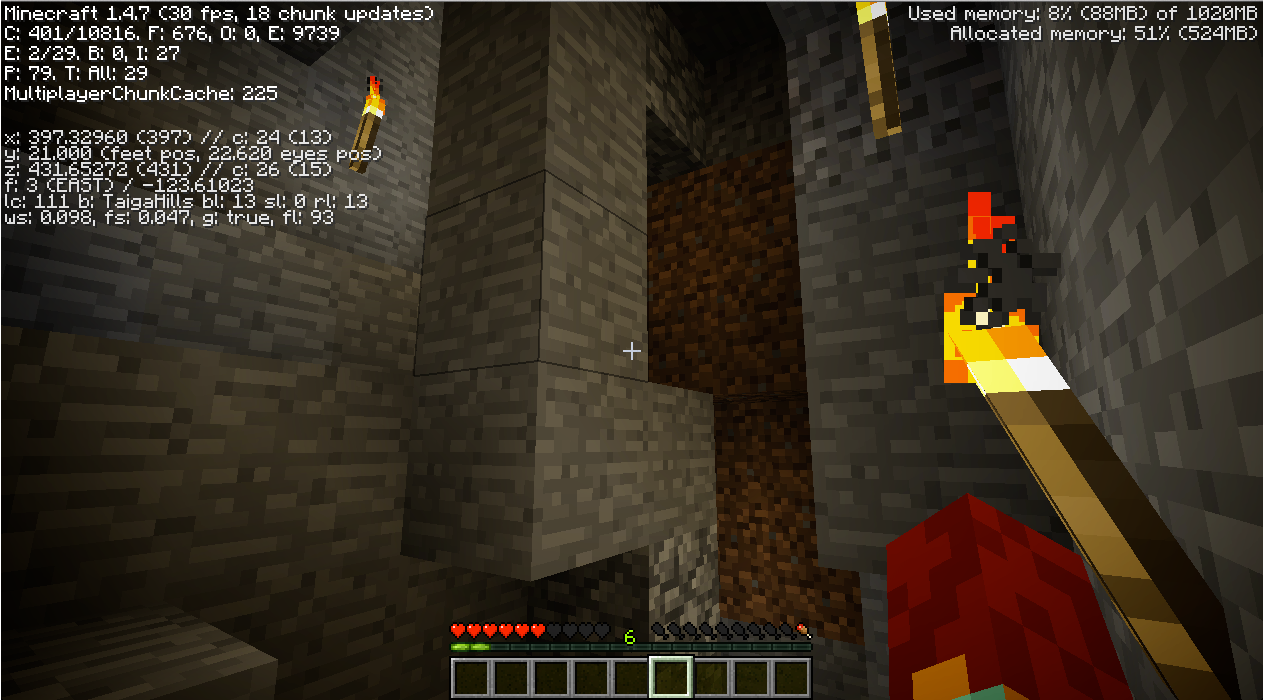 Minecraft 1.4.7 (30 fps, 18 chunk updates)
C: 401/10816. F: 676, O: 0, E: 9739
E: 2/29. B: 0, I: 27
P: 79. T: All: 29
MultiplayerChunkCache: 225
x: 397.32960 (397) // c: 24 (13)
y: 21.000 (feet pos, 22.620 eyes pos)
z: 431.65272 (431) // c: 26 (15)
f: 3 (EAST) / -123.61023
lc: 111 b: TaigaHills bl: 13 sl: 0 rl: 13
ws: 0.098, fs: 0.047, g: true, fl: 93
Used memory: 8% (88MB) of 1020MB
Allocated memory: 51% (524MB)
6